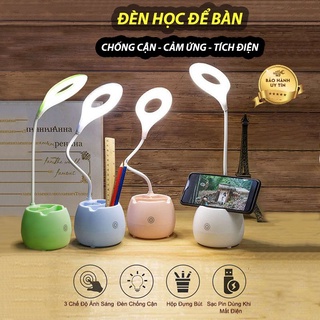 ĐÈN HỌC ĐỂ BÀN
CHỐNG CẬN - CẢM ỨNG - TÍCH ĐIỆN
BẢO HÀNH
UY TÍN
3 Chế Độ Ánh Sáng
Đèn Chống Cận
Hộp Đựng Bút
Sạc Pin Dùng Khi
Mất Điện